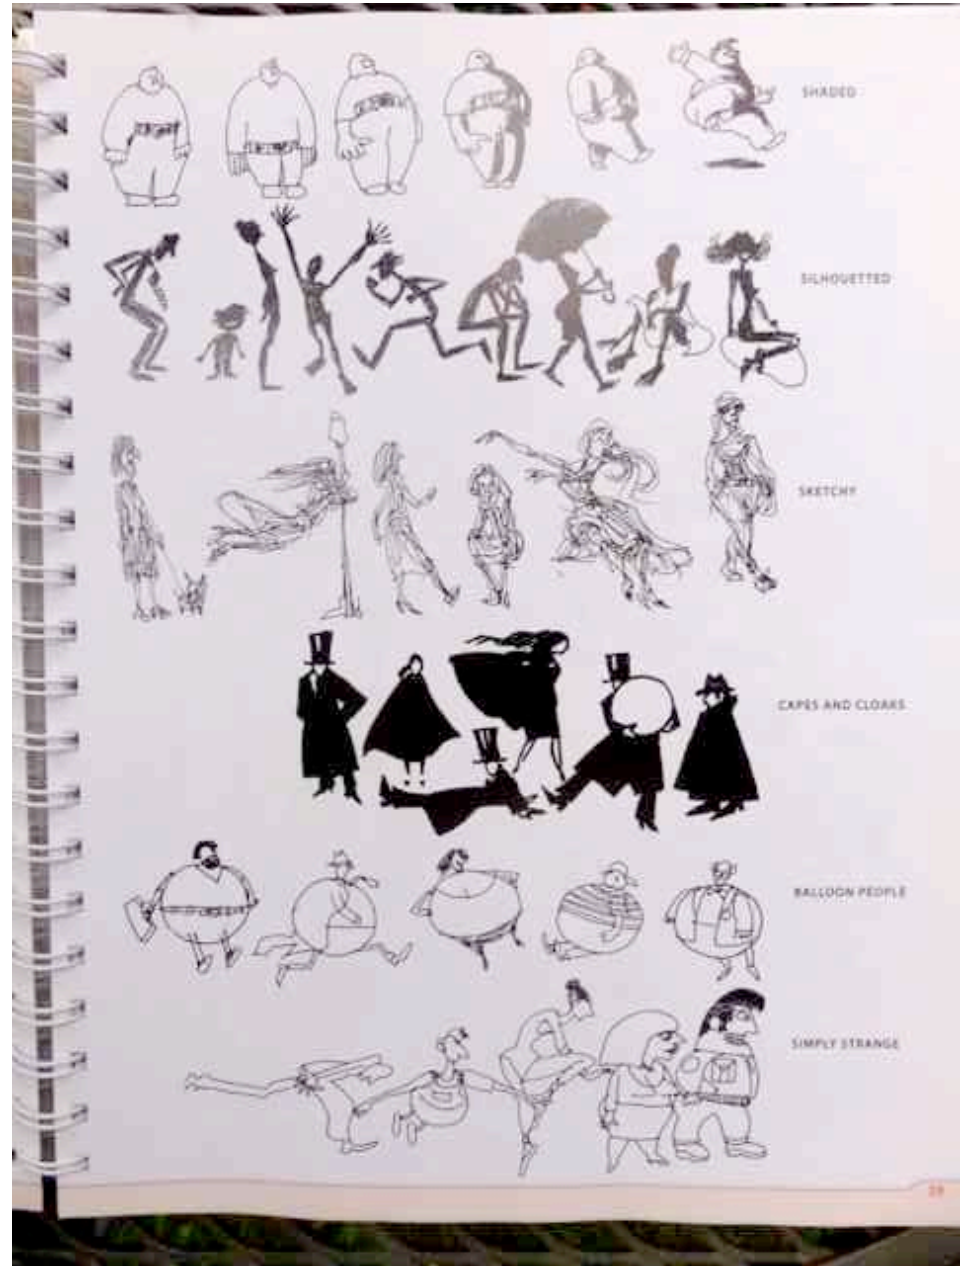 SHADED
SILHOUETTED
SKETCHY
CAPES AND CLOAKS
BALLOON PEOPLE
SIMPLY STRANGE